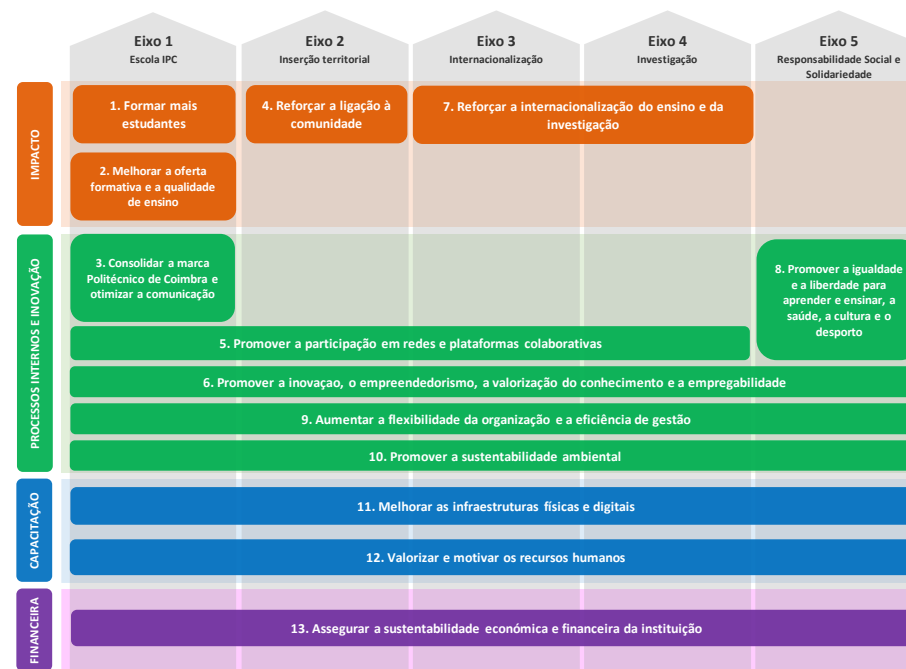 Eixo 1
Escola IPC
Eixo 2
Inserção territorial
Eixo 3
Internacionalização
Eixo 4
Investigação
Eixo 5
Responsabilidade Social e
Solidariedade
IMPACTO
1. Formar mais
estudantes
4. Reforçar a ligação à
comunidade
7. Reforçar a internacionalização do ensino e da
investigação
2. Melhorar a oferta
formativa e a qualidade
de ensino
PROCESSOS INTERNOS E INOVAÇÃO
3. Consolidar a marca
Politécnico de Coimbra e
otimizar a comunicação
8. Promover a igualdade
e a liberdade para
aprender e ensinar, a
saúde, a cultura e o
desporto
5. Promover a participação em redes e plataformas colaborativas
6. Promover a inovaçao, o empreendedorismo, a valorização do conhecimento e a empregabilidade
9. Aumentar a flexibilidade da organização e a eficiência de gestão
10. Promover a sustentabilidade ambiental
CAPACITAÇÃO
11. Melhorar as infraestruturas físicas e digitais
12. Valorizar e motivar os recursos humanos
FINANCEIRA
13. Assegurar a sustentabilidade económica e financeira da instituição